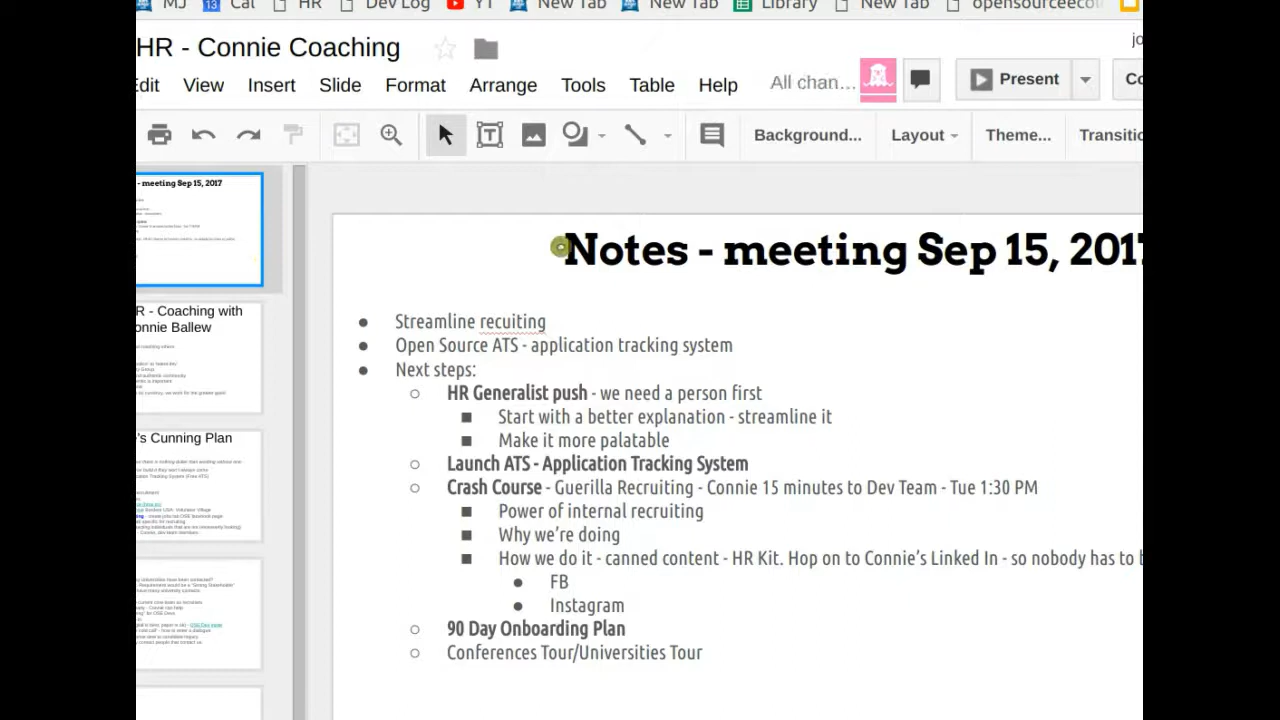 MJ 13 Cal HR Dev Log YT New Tab New Tab Library New Tab opensourceecou
HR - Connie Coaching
Edit View Insert Slide Format Arrange Tools Table Help All chan... Present
Background... Layout Theme... Transitio
- meeting Sep 15, 2017
R - Coaching with
onnie Ballew
's Cunning Plan
Notes - meeting Sep 15, 2017
● Streamline recuiting
● Open Source ATS - application tracking system
● Next steps:
○ HR Generalist push - we need a person first
■ Start with a better explanation - streamline it
■ Make it more palatable
○ Launch ATS - Application Tracking System
○ Crash Course - Guerilla Recruiting - Connie 15 minutes to Dev Team - Tue 1:30 PM
■ Power of internal recruiting
■ Why we're doing
■ How we do it - canned content - HR Kit. Hop on to Connie's Linked In - so nobody has to b
● FB
● Instagram
○ 90 Day Onboarding Plan
○ Conferences Tour/Universities Tour